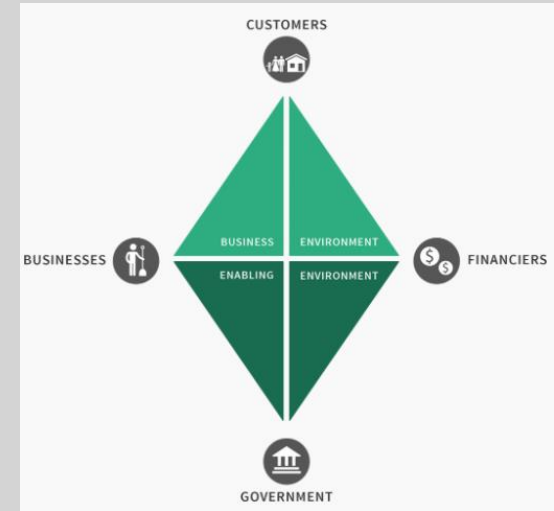 CUSTOMERS
BUSINESS ENVIRONMENT
BUSINESSES
FINANCIERS
ENABLING ENVIRONMENT
GOVERNMENT